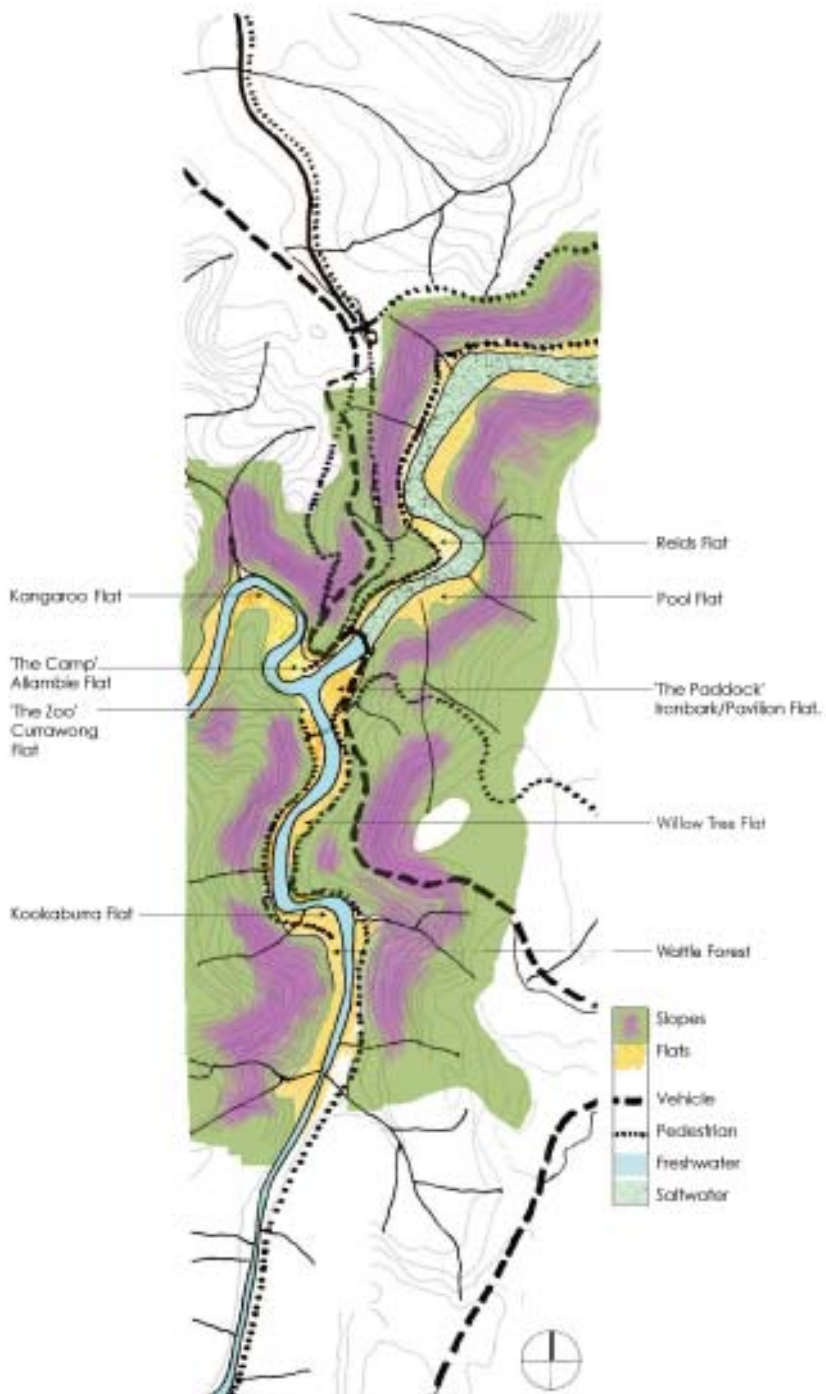 Reids Flat
Kangaroo Flat
Pool Flat
'The Camp'
Allambie Flat
'The Paddock'
Ironbark/Pavilion Flat.
'The Zoo'
Currawong
Flat
Willow Tree Flat
Kookaburra Flat
Wattle Forest
Slopes
Flats
Vehicle
Pedestrian
Freshwater
Saltwater